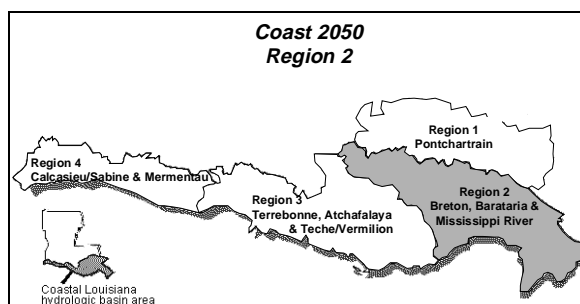 Coast 2050
Region 2
Region 1
Pontchartrain
Region 4
Calcasieu/Sabine & Mermentau
Region 3
Terrebonne, Atchafalaya
& Teche/Vermilion
Region 2
Breton, Barataria &
Mississippi River
Coastal Louisiana
hydrologic basin area